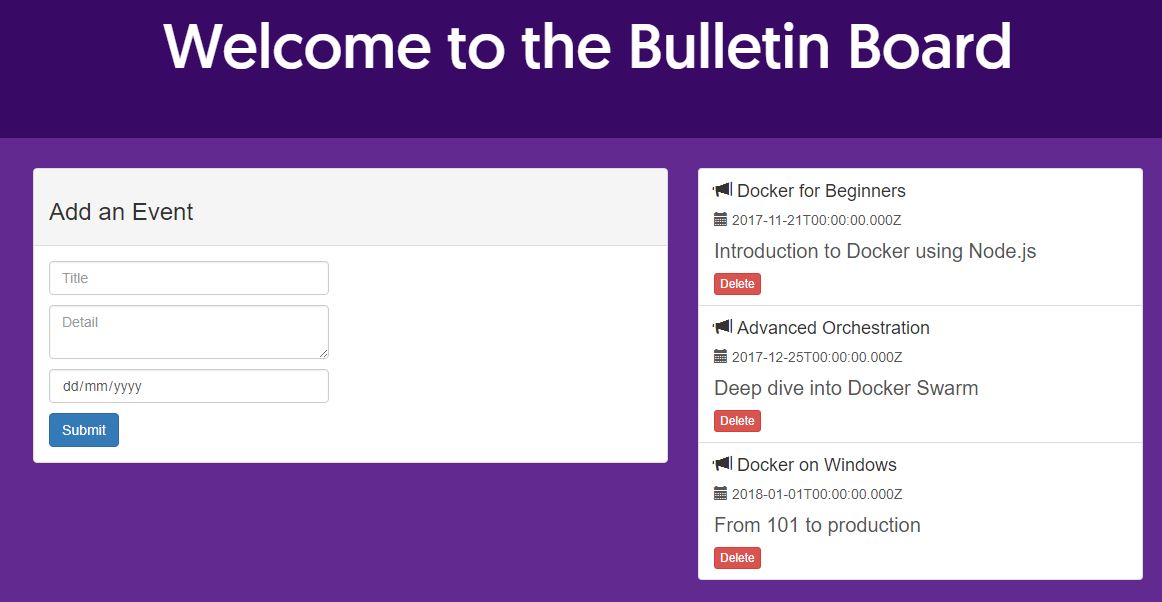 Welcome to the Bulletin Board
Add an Event
Title
Detail
dd/mm/yyyy
Submit
Docker for Beginners
2017-11-21T00:00:00.000Z
Introduction to Docker using Node.js
Delete
Advanced Orchestration
2017-12-25T00:00:00.000Z
Deep dive into Docker Swarm
Delete
Docker on Windows
2018-01-01T00:00:00.000Z
From 101 to production
Delete